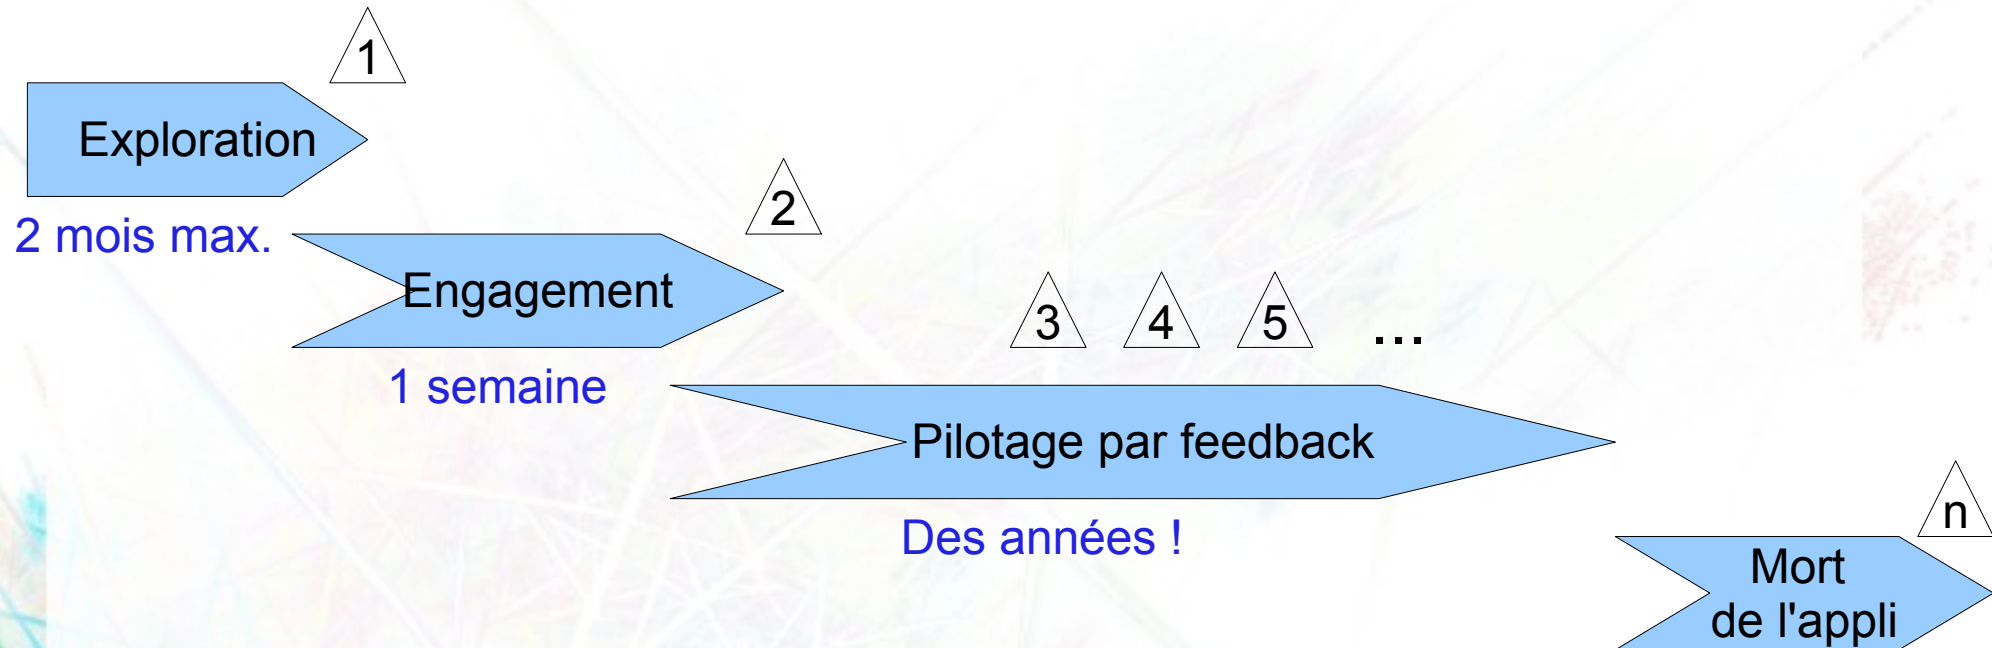 1
Exploration
2 mois max.
2
Engagement
1 semaine
3 4 5 ...
Pilotage par feedback
Des années !
n
Mort
de l'appli